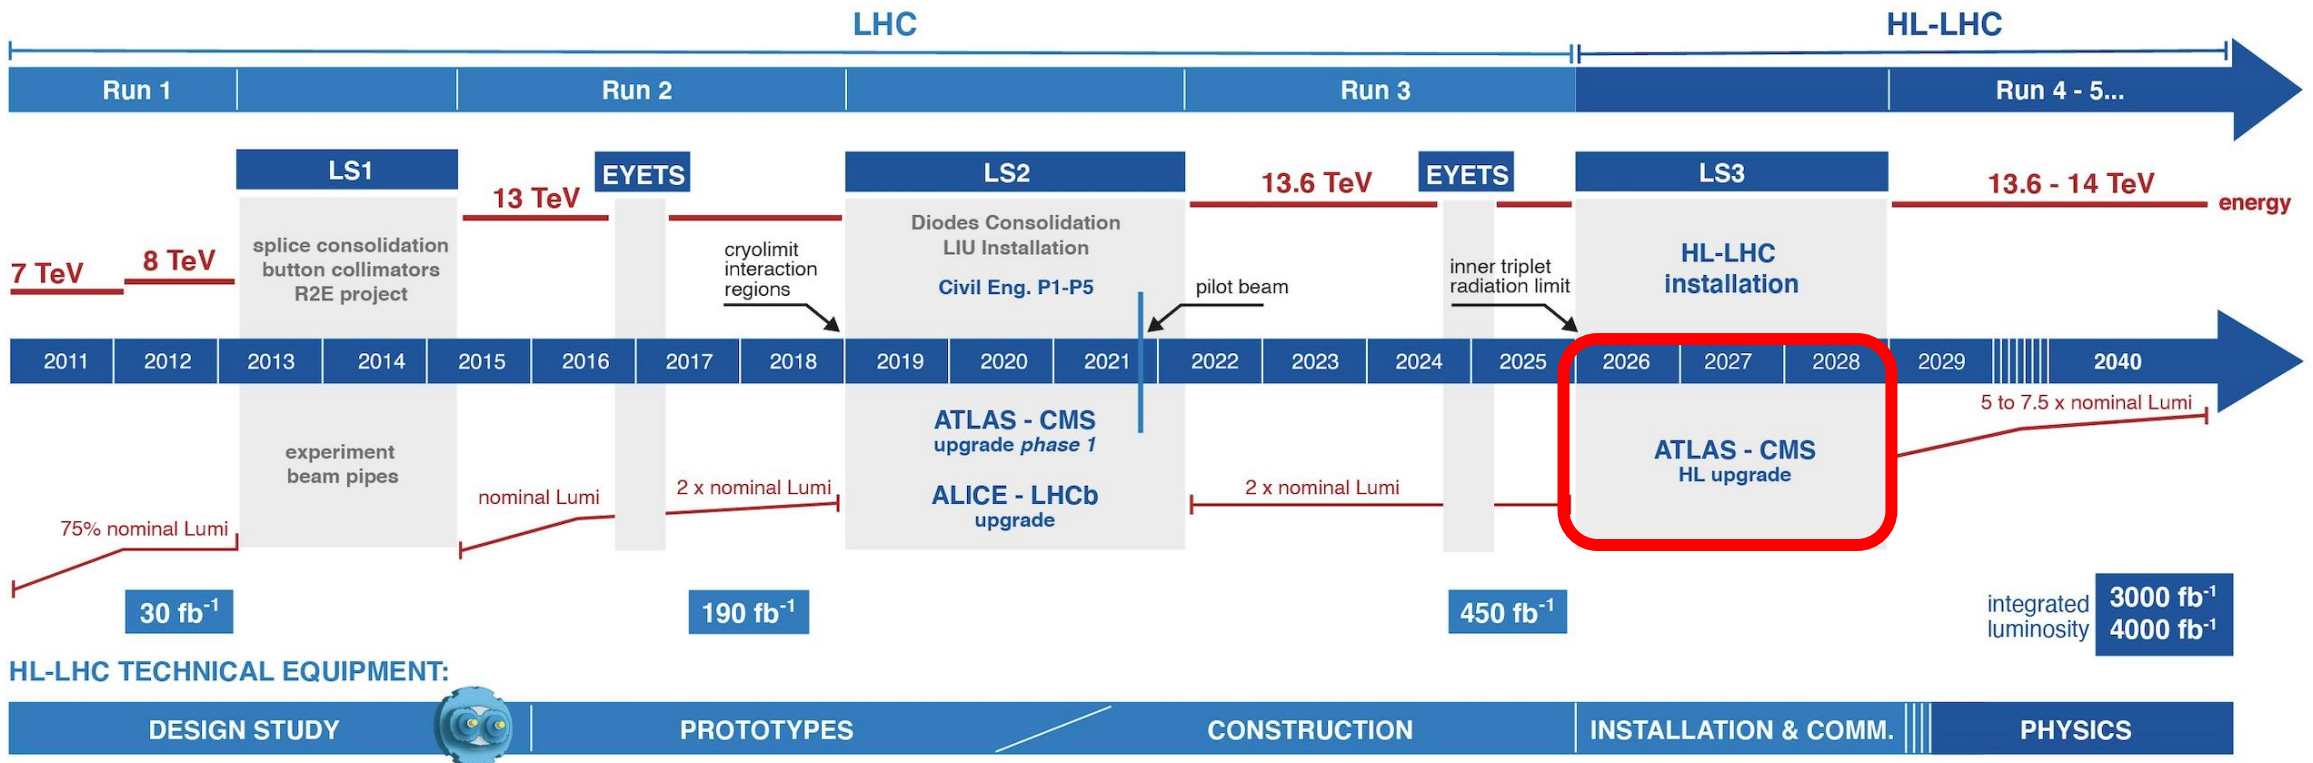 LHC
HL-LHC
Run 1
Run 2
Run 3
Run 4 - 5...
LS1
EYETS
LS2
EYETS
LS3
13 TeV
13.6 TeV
13.6 - 14 TeV
energy
7 TeV
8 TeV
splice consolidation
button collimators
R2E project
cryolimit
interaction
regions
Diodes Consolidation
LIU Installation
Civil Eng. P1-P5
pilot beam
inner triplet
radiation limit
HL-LHC
installation
2011
2012
2013
2014
2015
2016
2017
2018
2019
2020
2021
2022
2023
2024
2025
2026
2027
2028
2029
2040
experiment
beam pipes
75% nominal Lumi
nominal Lumi
2 x nominal Lumi
ATLAS - CMS
upgrade phase 1
ALICE - LHCb
upgrade
2 x nominal Lumi
ATLAS - CMS
HL upgrade
5 to 7.5 x nominal Lumi
30 fb⁻¹
190 fb⁻¹
450 fb⁻¹
integrated
luminosity
3000 fb⁻¹
4000 fb⁻¹
HL-LHC TECHNICAL EQUIPMENT:
DESIGN STUDY
PROTOTYPES
CONSTRUCTION
INSTALLATION & COMM.
PHYSICS